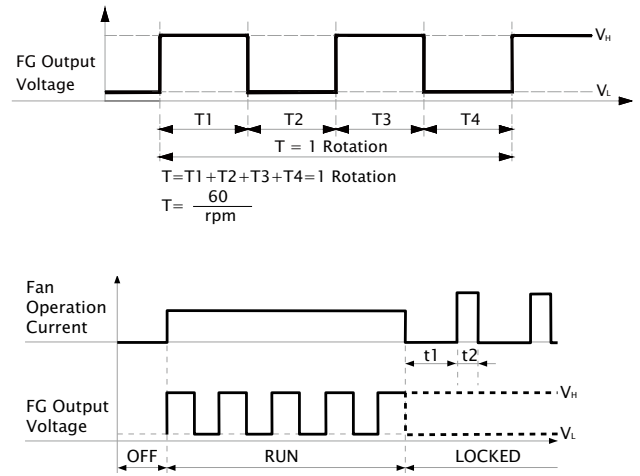 FG Output
Voltage
VH
VL
T1 T2 T3 T4
T = 1 Rotation
T=T1+T2+T3+T4=1 Rotation
T= 60
rpm
Fan
Operation
Current
t1 t2
FG Output
Voltage
VH
VL
OFF RUN LOCKED